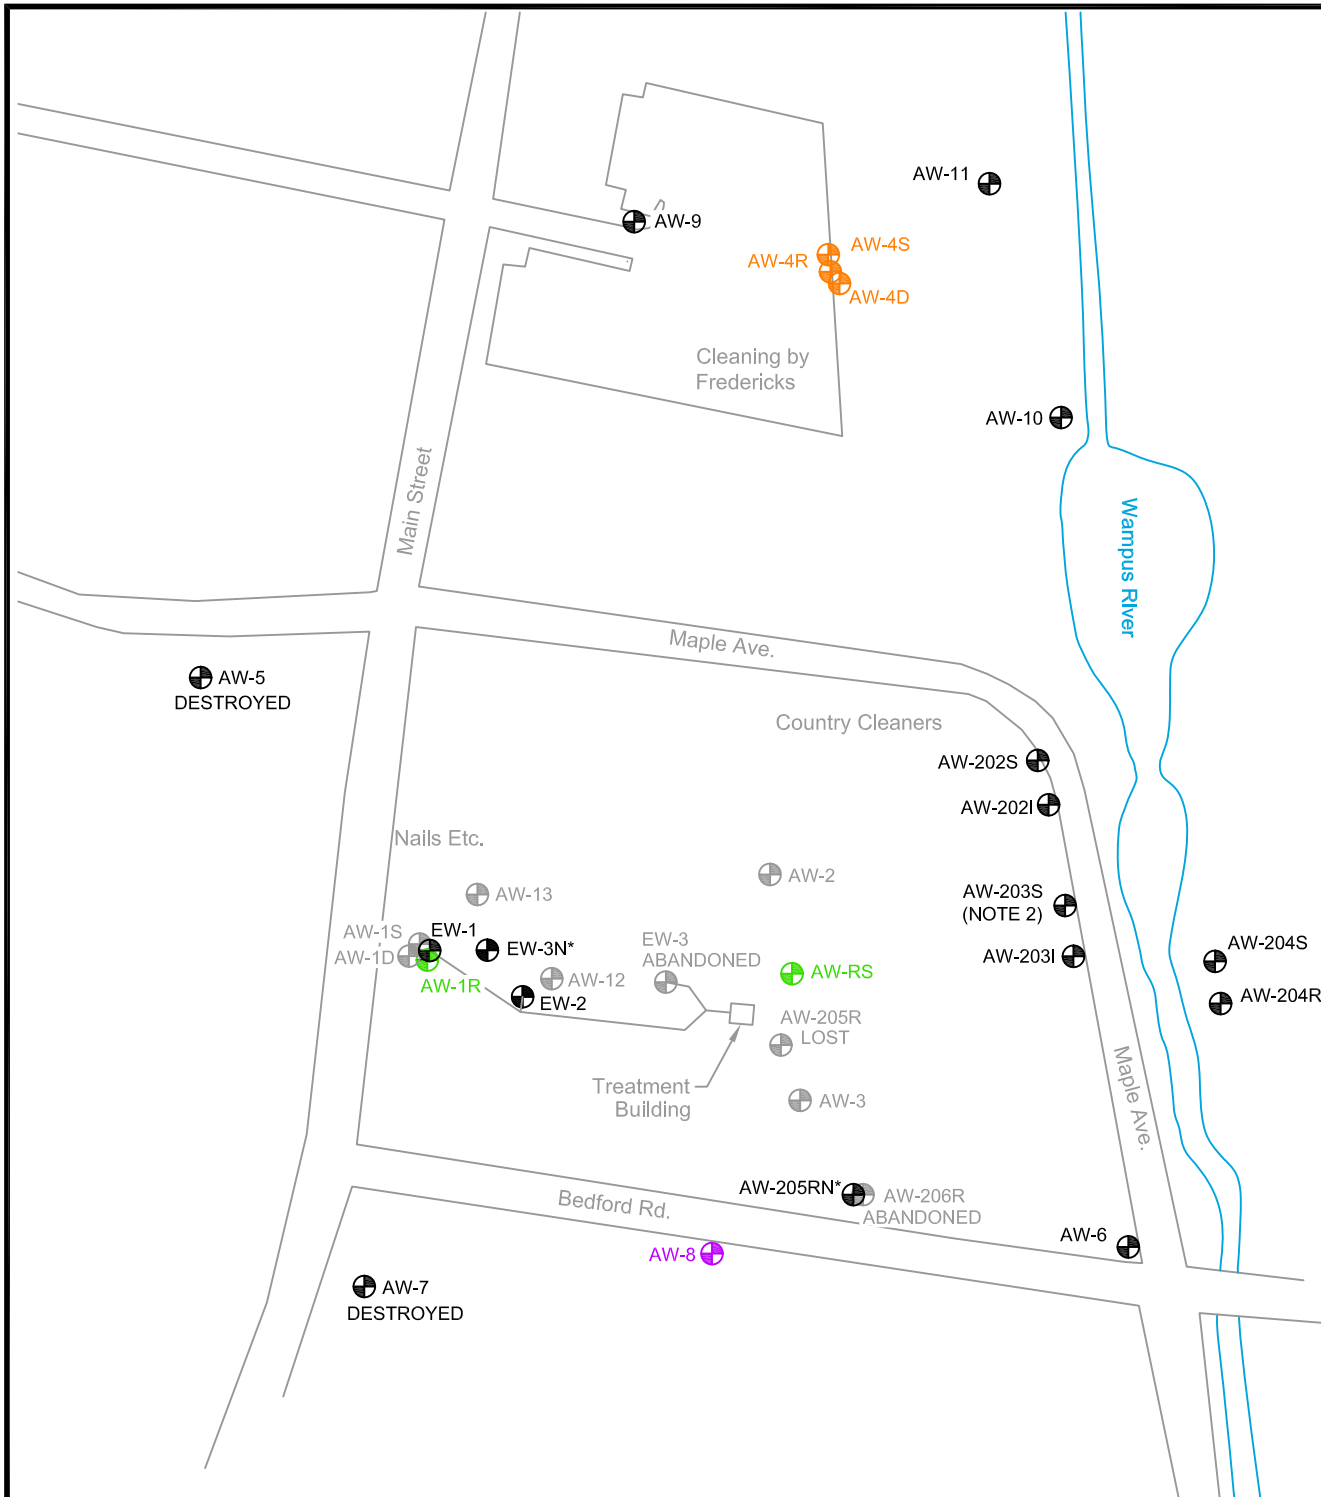 AW-11
AW-9
AW-4S
AW-4R
AW-4D
Cleaning by
Fredericks
AW-10
Main Street
Wampus RIver
Maple Ave.
AW-5
DESTROYED
Country Cleaners
AW-202S
AW-202I
Nails Etc.
AW-2
AW-13
AW-203S
(NOTE 2)
AW-1S
EW-1
AW-1D
EW-3N*
EW-3
ABANDONED
AW-203I
AW-204S
AW-1R
AW-12
AW-RS
EW-2
AW-204R
AW-205R
LOST
Treatment
Building
AW-3
Maple Ave.
AW-205RN*
AW-206R
ABANDONED
Bedford Rd.
AW-6
AW-8
AW-7
DESTROYED